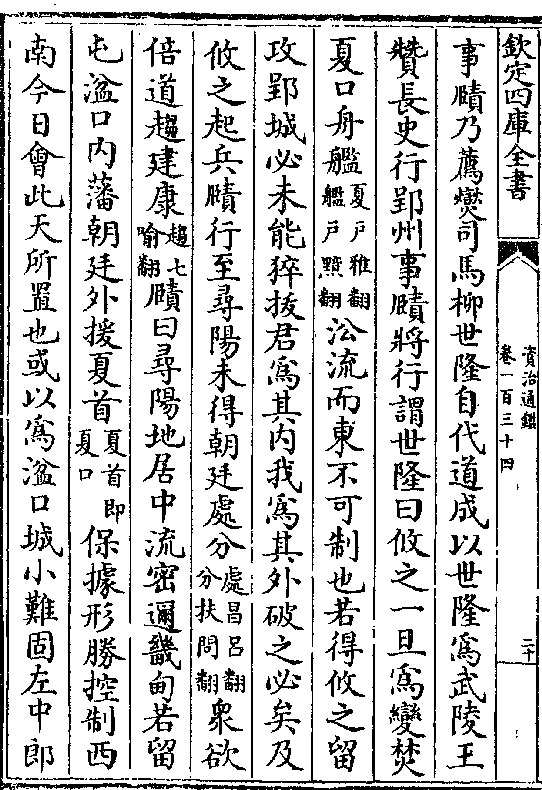 欽定四庫全書
資治通鑑
卷一百三十四
二十
事賾乃薦燮司馬柳世隆自代道成以世隆爲武陵王
贊長史行郢州事賾將行謂世隆曰攸之一旦爲變焚
夏口舟艦夏戸雅翻艦戸黯翻㳂流而東不可制也若得攸之留
攻郢城必未能猝拔君爲其内我爲其外破之必矣及
攸之起兵賾行至尋陽未得朝廷處分處昌呂翻分扶問翻衆欲
倍道趨建康趨七喻翻賾曰尋陽地居中流密邇畿甸若留
屯湓口内藩朝廷外援夏首夏首即夏口保據形勝控制西
南今日會此天所置也或以爲湓口城小難固左中郎